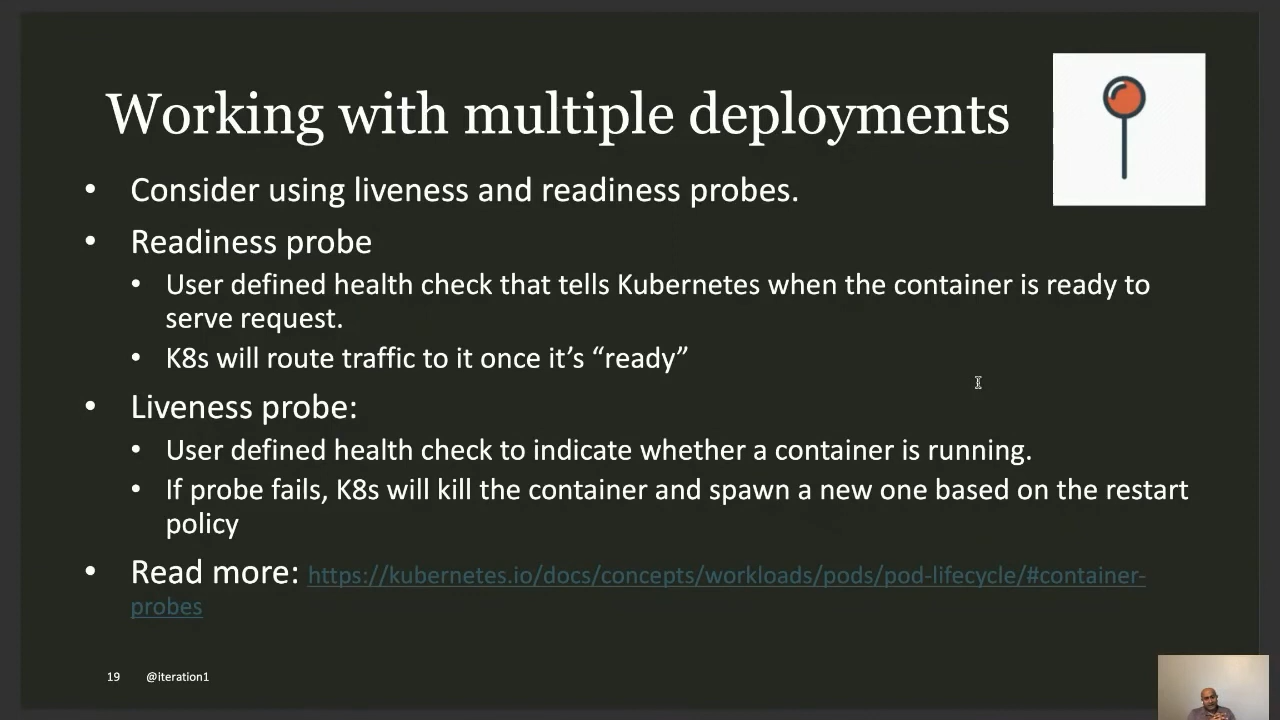 Working with multiple deployments
• Consider using liveness and readiness probes.
• Readiness probe
• User defined health check that tells Kubernetes when the container is ready to
serve request.
• K8s will route traffic to it once it’s “ready”
• Liveness probe:
• User defined health check to indicate whether a container is running.
• If probe fails, K8s will kill the container and spawn a new one based on the restart
policy
• Read more: https://kubernetes.io/docs/concepts/workloads/pods/pod-lifecycle/#container-
probes
19 @iteration1